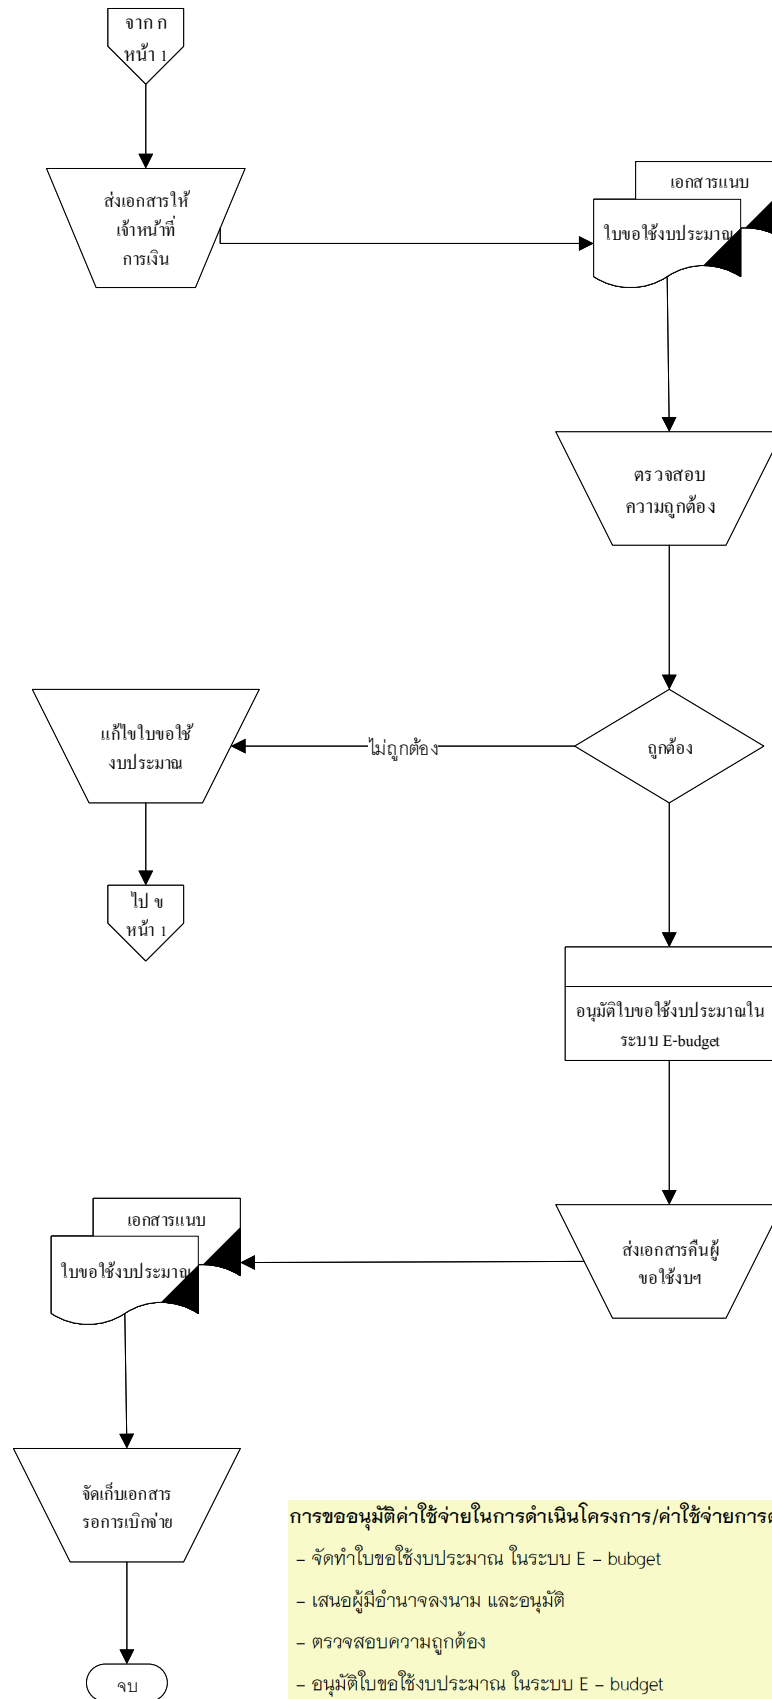 จาก ก
หน้า 1
ส่งเอกสารให้
เจ้าหน้าที่
การเงิน
เอกสารแนบ
ใบขอใช้งบประมาณ
ตรวจสอบ
ความถูกต้อง
ถูกต้อง
ไม่ถูกต้อง
แก้ไขใบขอใช้
งบประมาณ
ไป ข
หน้า 1
อนุมัติใบขอใช้งบประมาณใน
ระบบ E-budget
ส่งเอกสารคืนผู้
ขอใช้งบฯ
เอกสารแนบ
ใบขอใช้งบประมาณ
จัดเก็บเอกสาร
รอการเบิกจ่าย
จบ
การขออนุมัติค่าใช้จ่ายในการดำเนินโครงการ/ค่าใช้จ่ายการ
– จัดทำใบขอใช้งบประมาณ ในระบบ E – bubget
– เสนอผู้มีอำนาจลงนาม และอนุมัติ
– ตรวจสอบความถูกต้อง
– อนุมัติใบขอใช้งบประมาณ ในระบบ E – budget